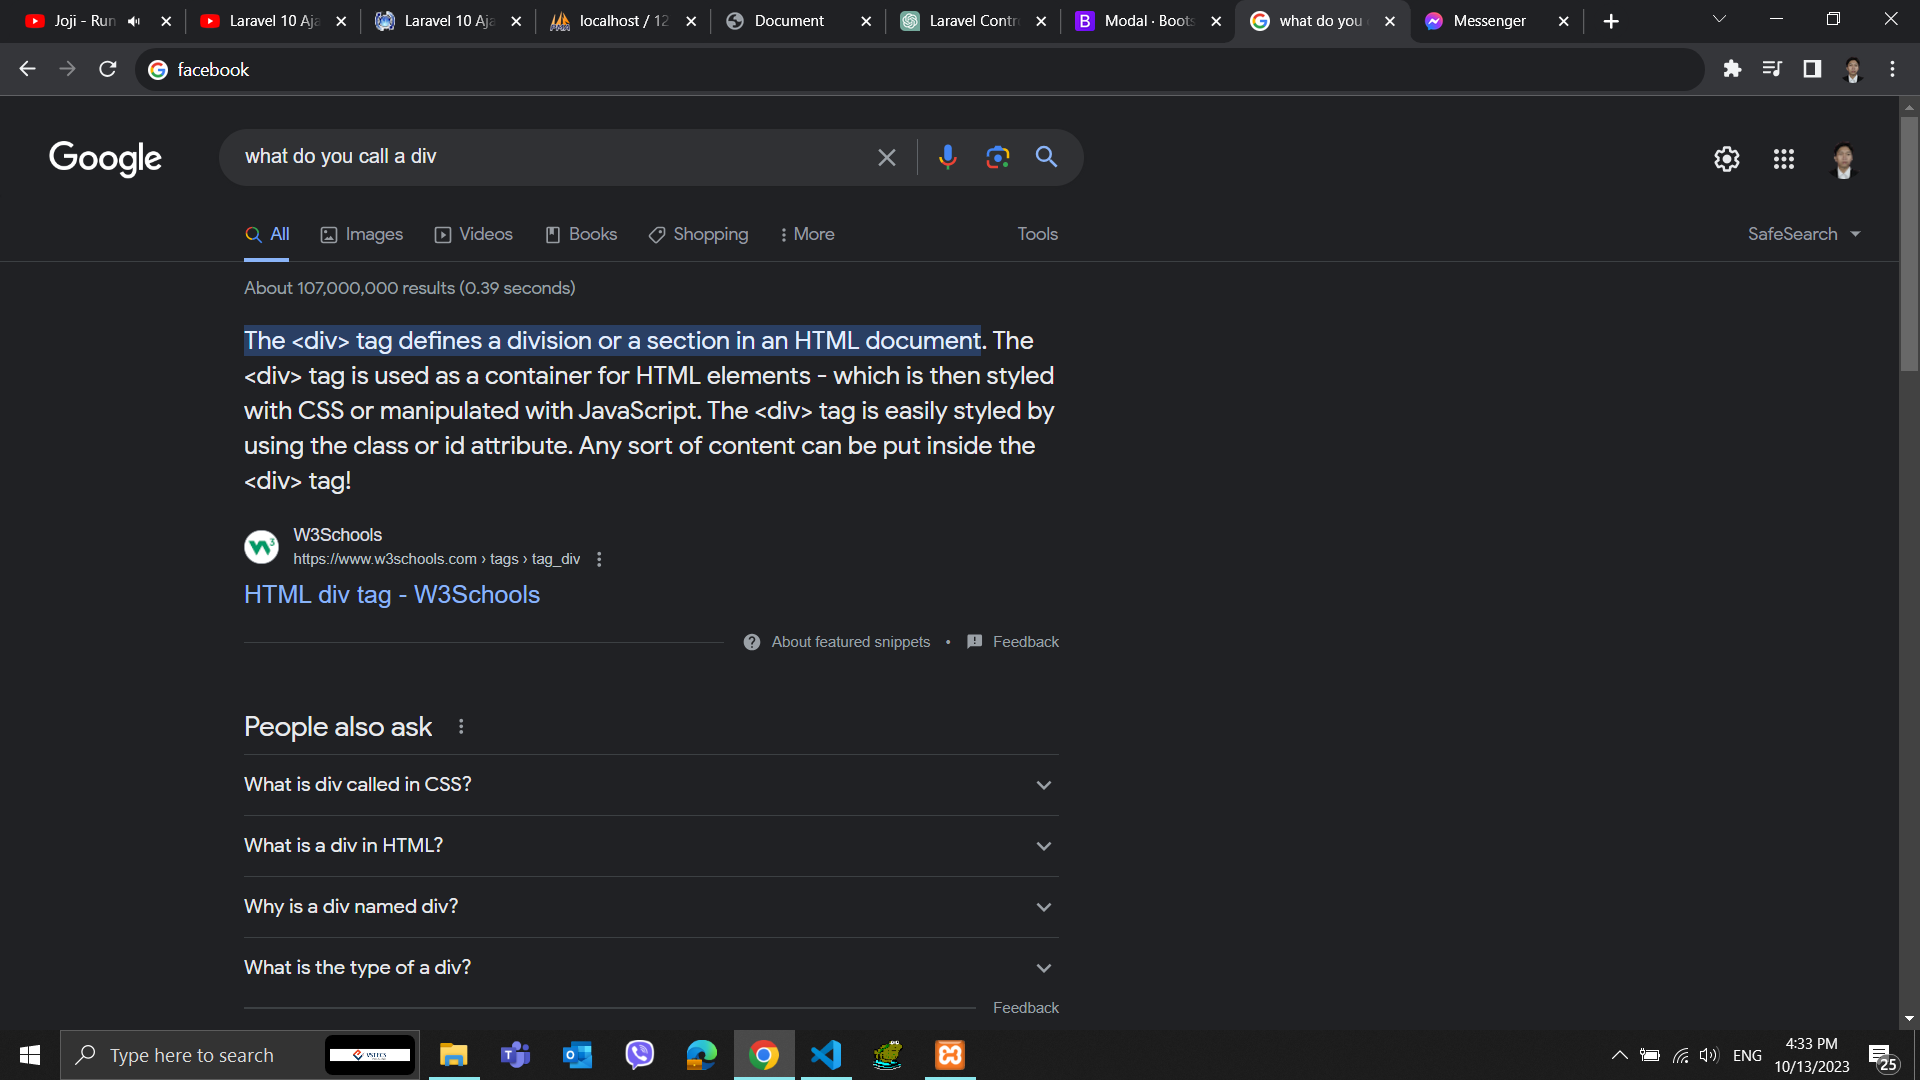 Joji - Run
Laravel 10 Aja
Laravel 10 Aja
localhost / 12
Document
Laravel Contr
Modal · Boots
what do you
Messenger
facebook
Google
what do you call a div
All
Images
Videos
Books
Shopping
More
Tools
SafeSearch
About 107,000,000 results (0.39 seconds)
The <div> tag defines a division or a section in an HTML document. The
<div> tag is used as a container for HTML elements - which is then styled
with CSS or manipulated with JavaScript. The <div> tag is easily styled by
using the class or id attribute. Any sort of content can be put inside the
<div> tag!
W3Schools
https://www.w3schools.com › tags › tag_div
HTML div tag - W3Schools
About featured snippets • Feedback
People also ask
What is div called in CSS?
What is a div in HTML?
Why is a div named div?
What is the type of a div?
Feedback
Type here to search
ENG
4:33 PM
10/13/2023
25